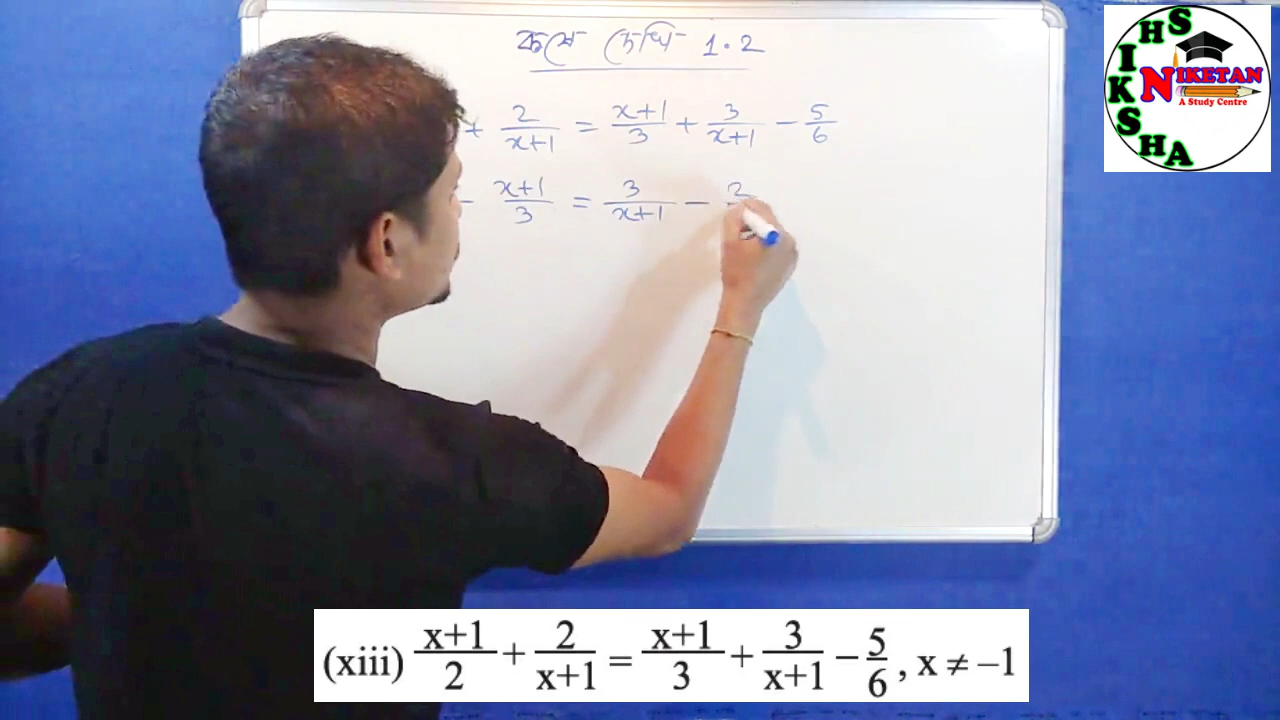 কষে দেখি 1.2
+ 2/(x+1) = (x+1)/3 + 3/(x+1) - 5/6
- (x+1)/3 = 3/(x+1) - 2
SHIKSHA
NIKETAN
A Study Centre
(xiii) (x+1)/2 + 2/(x+1) = (x+1)/3 + 3/(x+1) - 5/6, x ≠ –1